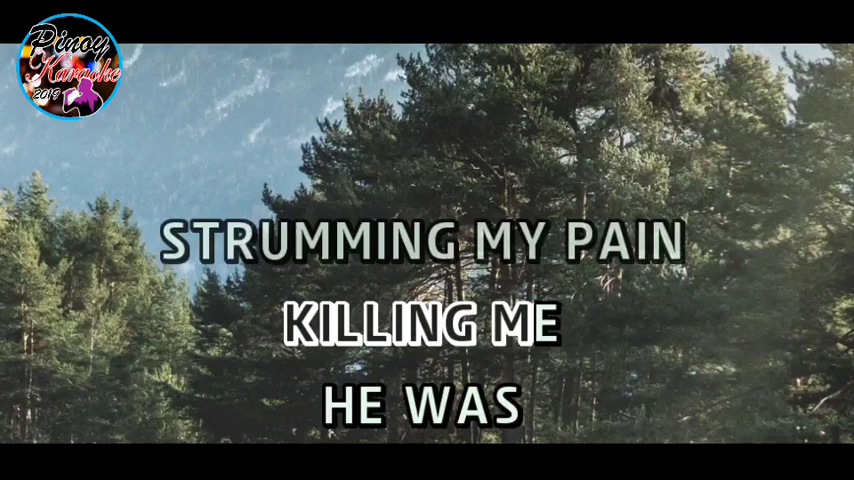 Pinoy
Karaoke
2019
STRUMMING MY PAIN
KILLING ME
HE WAS